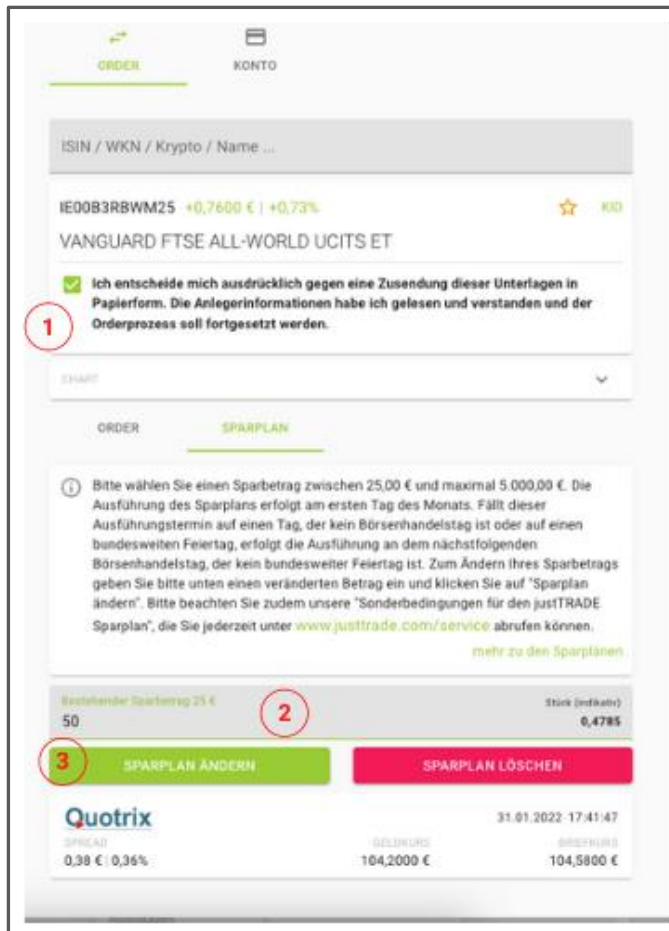 ORDER KONTO
ISIN / WKN / Krypto / Name ...
IE00B3RBWM25 +0,7600 € | +0,73% KID
VANGUARD FTSE ALL-WORLD UCITS ET
Ich entscheide mich ausdrücklich gegen eine Zusendung dieser Unterlagen in
Papierform. Die Anlegerinformationen habe ich gelesen und verstanden und der
Orderprozess soll fortgesetzt werden.
1
CHART
ORDER SPARPLAN
Bitte wählen Sie einen Sparbetrag zwischen 25,00 € und maximal 5.000,00 €. Die
Ausführung des Sparplans erfolgt am ersten Tag des Monats. Fällt dieser
Ausführungstermin auf einen Tag, der kein Börsenhandelstag ist oder auf einen
bundesweiten Feiertag, erfolgt die Ausführung an dem nächstfolgenden
Börsenhandelstag, der kein bundesweiter Feiertag ist. Zum Ändern Ihres Sparbetrags
geben Sie bitte unten einen veränderten Betrag ein und klicken Sie auf "Sparplan
ändern". Bitte beachten Sie zudem unsere "Sonderbedingungen für den justTRADE
Sparplan", die Sie jederzeit unter www.justtrade.com/service abrufen können.
mehr zu den Sparplänen
Bestehender Sparbetrag 25 € Stück (indikativ)
50 2 0,4785
3 SPARPLAN ÄNDERN SPARPLAN LÖSCHEN
Quotrix 31.01.2022 17:41:47
SPREAD GELDKURS BRIEFKURS
0,38 € | 0,36% 104,2000 € 104,5800 €